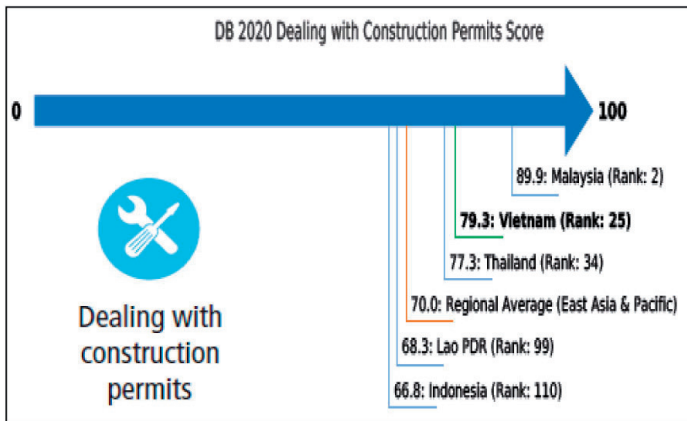 DB 2020 Dealing with Construction Permits Score
0
100
89.9: Malaysia (Rank: 2)
79.3: Vietnam (Rank: 25)
77.3: Thailand (Rank: 34)
70.0: Regional Average (East Asia & Pacific)
68.3: Lao PDR (Rank: 99)
66.8: Indonesia (Rank: 110)
Dealing with
construction
permits